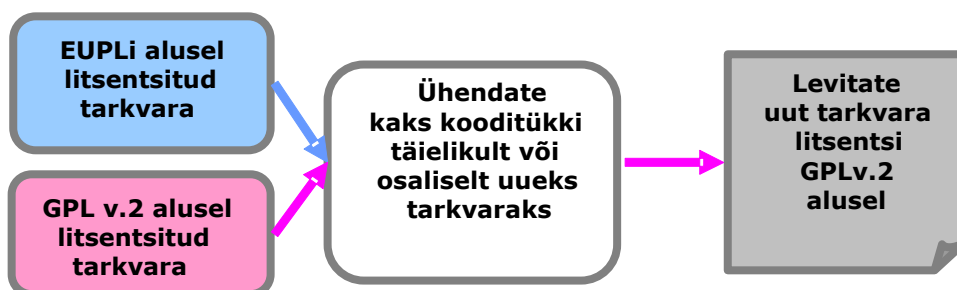 EUPLi alusel
litsentsitud
tarkvara
GPL v.2 alusel
litsentsitud
tarkvara
Ühendate
kaks kooditükki
täielikult või
osaliselt uueks
tarkvaraks
Levitate
uut tarkvara
litsentsi
GPLv.2
alusel